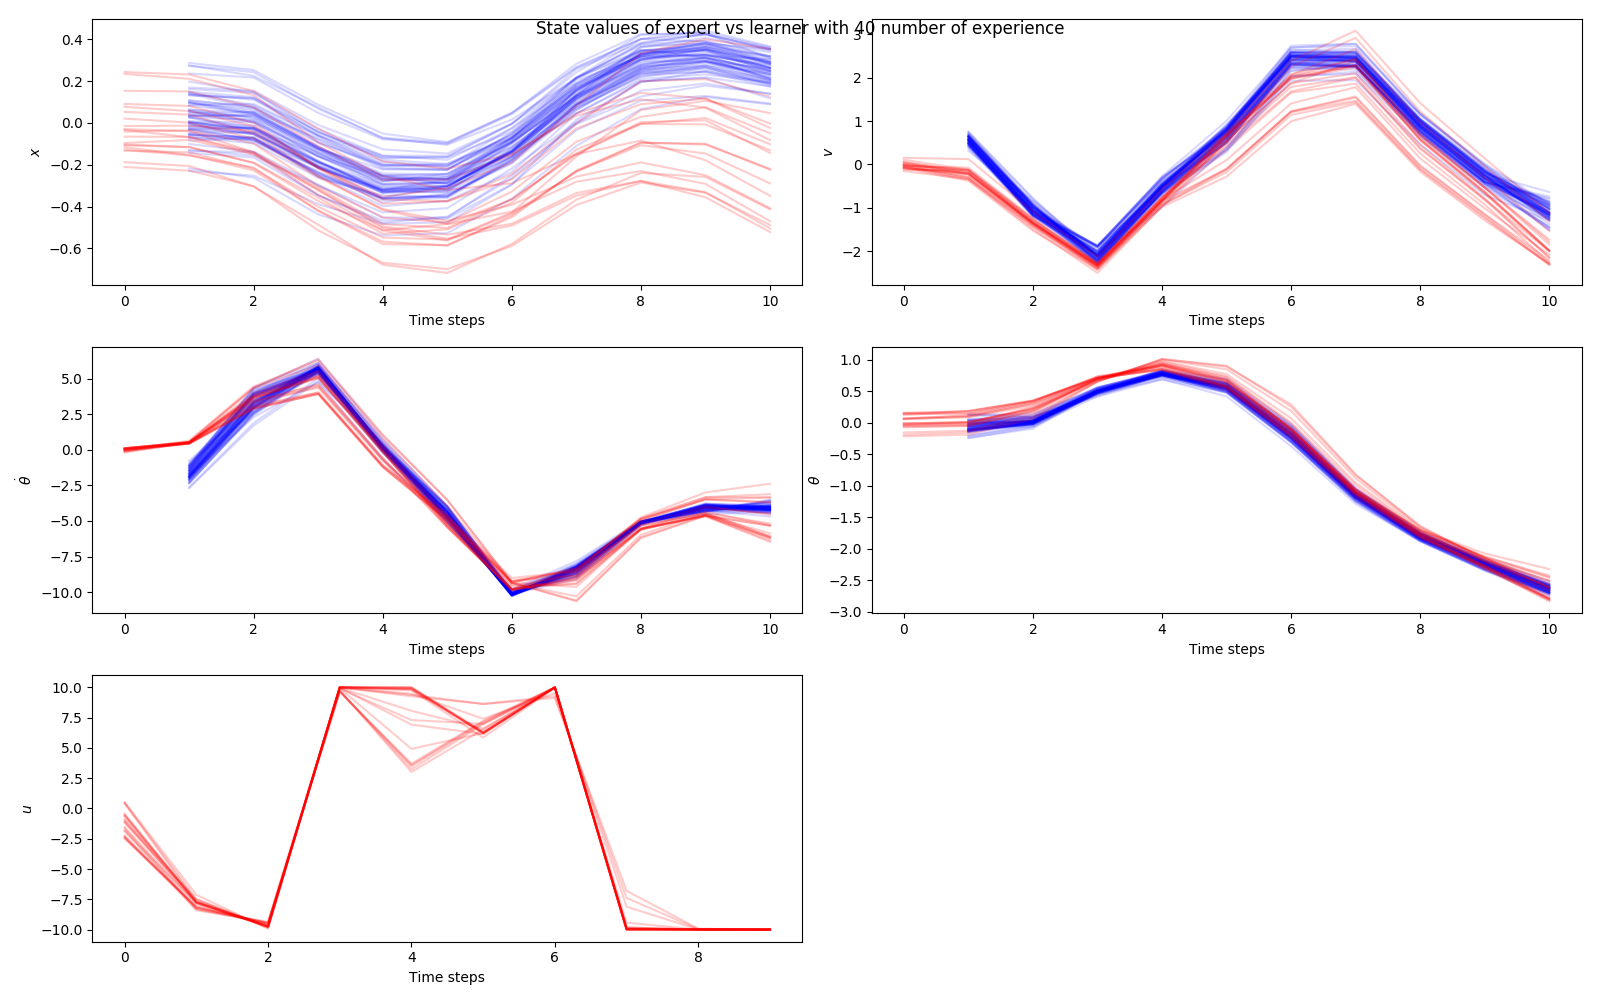 State values of expert vs learner with 40 number of experience
0.4
0.2
0.0
−0.2
−0.4
−0.6
x
0 2 4 6 8 10
Time steps
3
2
1
0
−1
−2
v
0 2 4 6 8 10
Time steps
5.0
2.5
0.0
−2.5
−5.0
−7.5
−10.0
θ̇
0 2 4 6 8 10
Time steps
1.0
0.5
0.0
−0.5
−1.0
−1.5
−2.0
−2.5
−3.0
θ
0 2 4 6 8 10
Time steps
10.0
7.5
5.0
2.5
0.0
−2.5
−5.0
−7.5
−10.0
u
0 2 4 6 8
Time steps